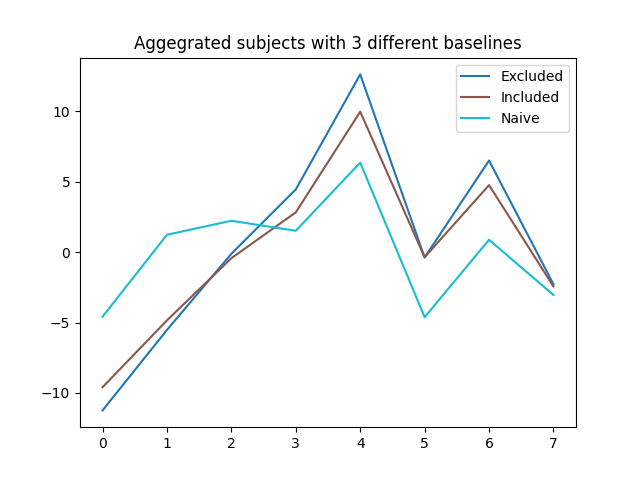 Aggegrated subjects with 3 different baselines
Excluded
Included
Naive
10
5
0
−5
−10
0 1 2 3 4 5 6 7